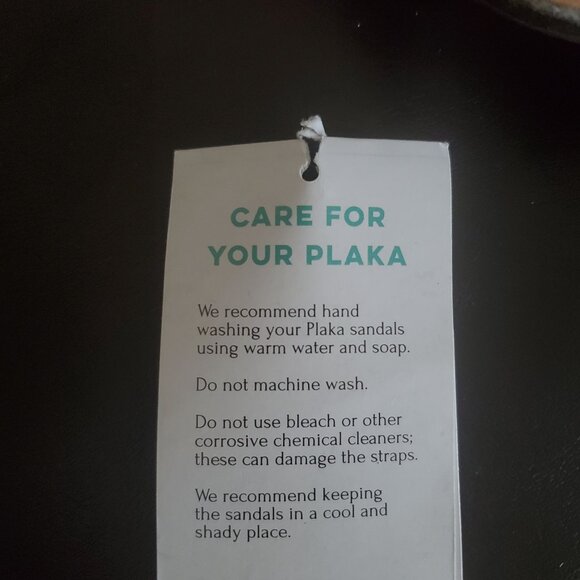 CARE FOR
YOUR PLAKA
We recommend hand
washing your Plaka sandals
using warm water and soap.
Do not machine wash.
Do not use bleach or other
corrosive chemical cleaners;
these can damage the straps.
We recommend keeping
the sandals in a cool and
shady place.